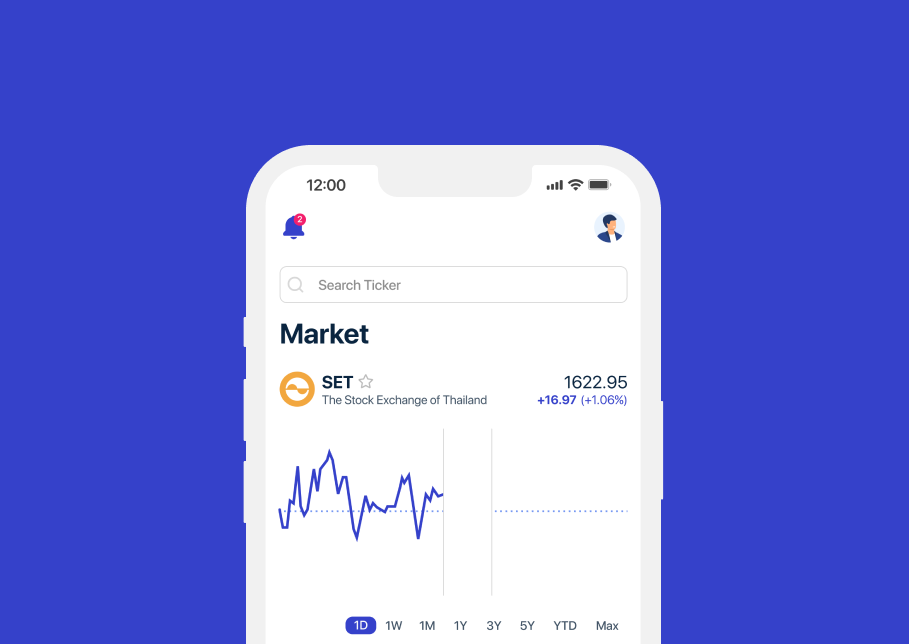 12:00
2
Search Ticker
Market
SET
1622.95
The Stock Exchange of Thailand
+16.97 (+1.06%)
1D 1W 1M 1Y 3Y 5Y YTD Max